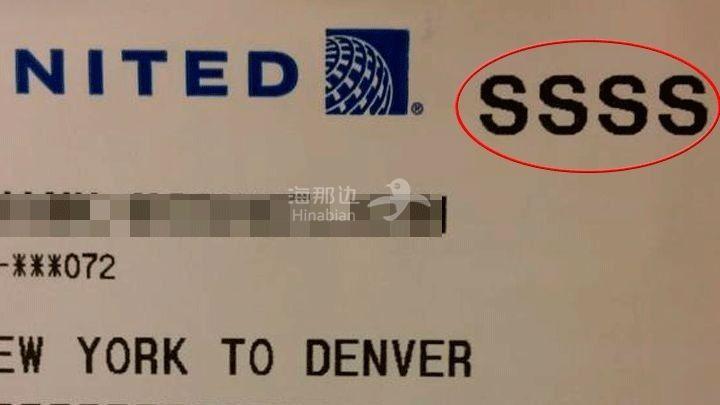 NITED
SSSS
海那边
Hinabian
-***072
EW YORK TO DENVER